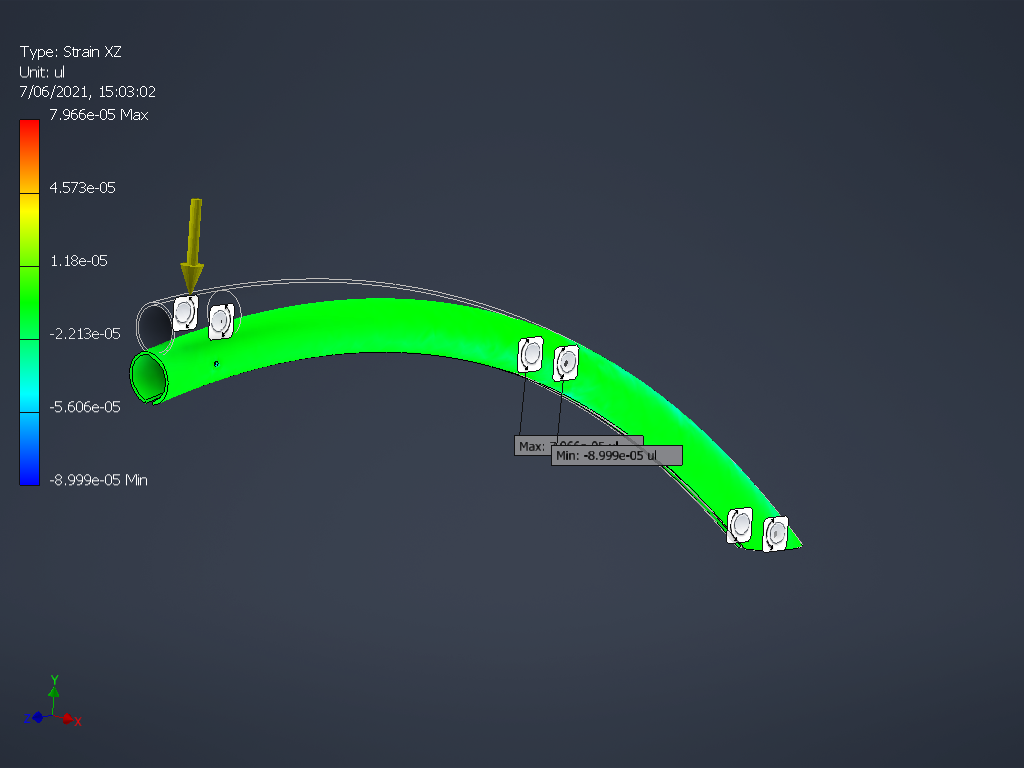 Type: Strain XZ
Unit: ul
7/06/2021, 15:03:02
7.966e-05 Max
4.573e-05
1.18e-05
-2.213e-05
-5.606e-05
-8.999e-05 Min
Max:
Min: -8.999e-05 ul
Y
Z
X